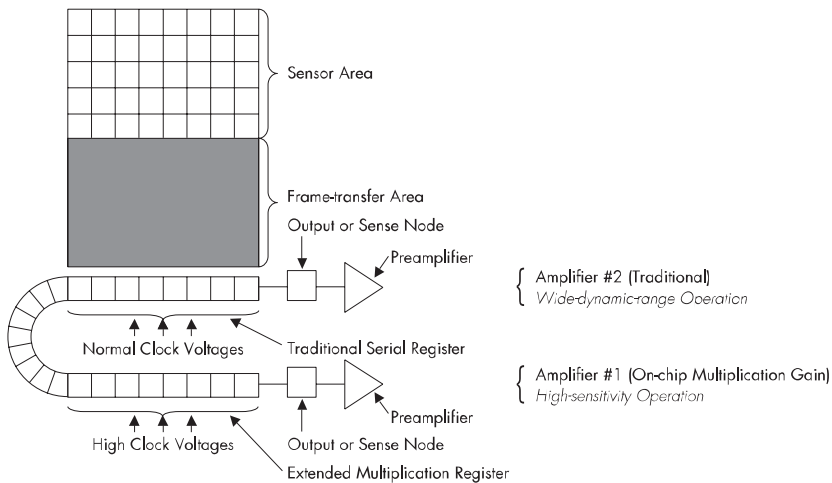 Sensor Area
Frame-transfer Area
Output or Sense Node
Preamplifier
Amplifier #2 (Traditional)
Wide-dynamic-range Operation
Normal Clock Voltages
Traditional Serial Register
Amplifier #1 (On-chip Multiplication Gain)
High-sensitivity Operation
Preamplifier
High Clock Voltages
Output or Sense Node
Extended Multiplication Register